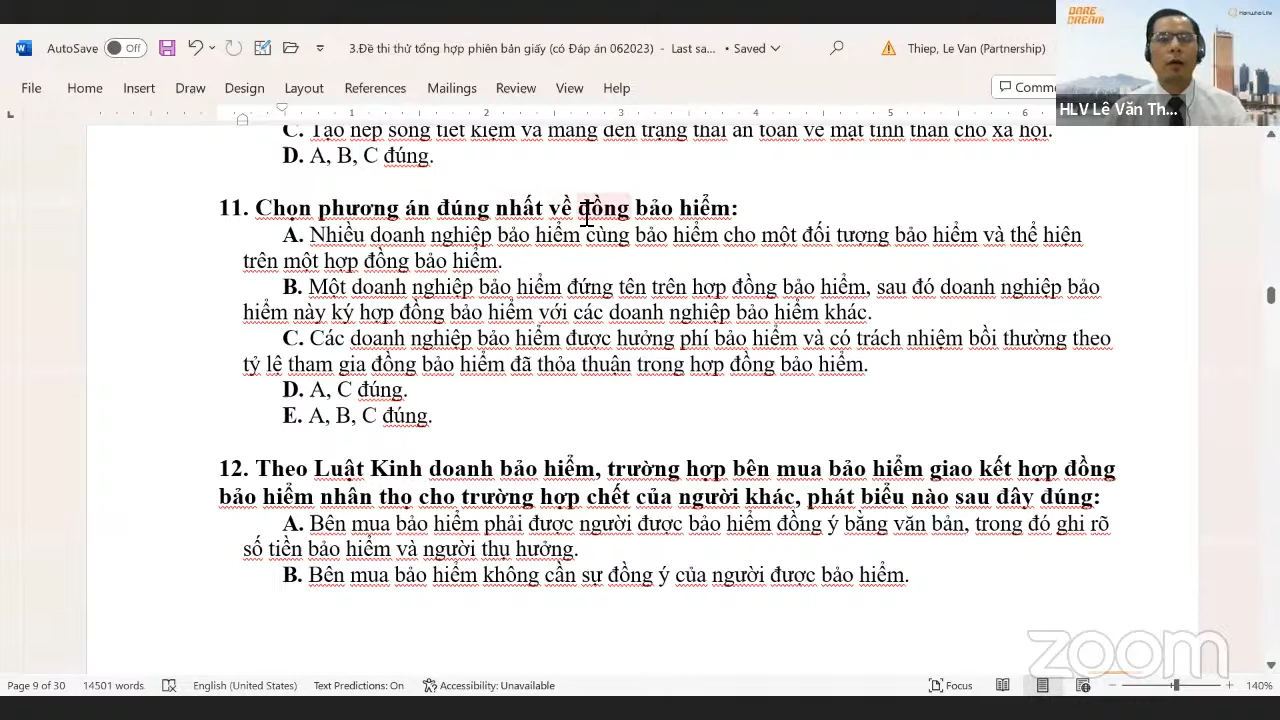 AutoSave Off 3.Đề thi thử tổng hợp phiên bản giấy (có Đáp án 062023) - Last sa... • Saved Thiep, Le Van (Partnership)
DARE DREAM
Hanwha Life
File Home Insert Draw Design Layout References Mailings Review View Help Comme
HLV Lê Văn Th...
1 2 3 4 5 6
C. Tạo nếp sống tiết kiệm và mang đến trạng thái an toàn về mặt tinh thần cho xã hội.
D. A, B, C đúng.
11. Chọn phương án đúng nhất về đồng bảo hiểm:
A. Nhiều doanh nghiệp bảo hiểm cùng bảo hiểm cho một đối tượng bảo hiểm và thể hiện
trên một hợp đồng bảo hiểm.
B. Một doanh nghiệp bảo hiểm đứng tên trên hợp đồng bảo hiểm, sau đó doanh nghiệp bảo
hiểm này ký hợp đồng bảo hiểm với các doanh nghiệp bảo hiểm khác.
C. Các doanh nghiệp bảo hiểm được hưởng phí bảo hiểm và có trách nhiệm bồi thường theo
tỷ lệ tham gia đồng bảo hiểm đã thỏa thuận trong hợp đồng bảo hiểm.
D. A, C đúng.
E. A, B, C đúng.
12. Theo Luật Kinh doanh bảo hiểm, trường hợp bên mua bảo hiểm giao kết hợp đồng
bảo hiểm nhân thọ cho trường hợp chết của người khác, phát biểu nào sau đây đúng:
A. Bên mua bảo hiểm phải được người được bảo hiểm đồng ý bằng văn bản, trong đó ghi rõ
số tiền bảo hiểm và người thụ hưởng.
B. Bên mua bảo hiểm không cần sự đồng ý của người được bảo hiểm.
zoom
Page 9 of 30 14501 words English (United States) Text Predictions: On Accessibility: Unavailable Focus 140%